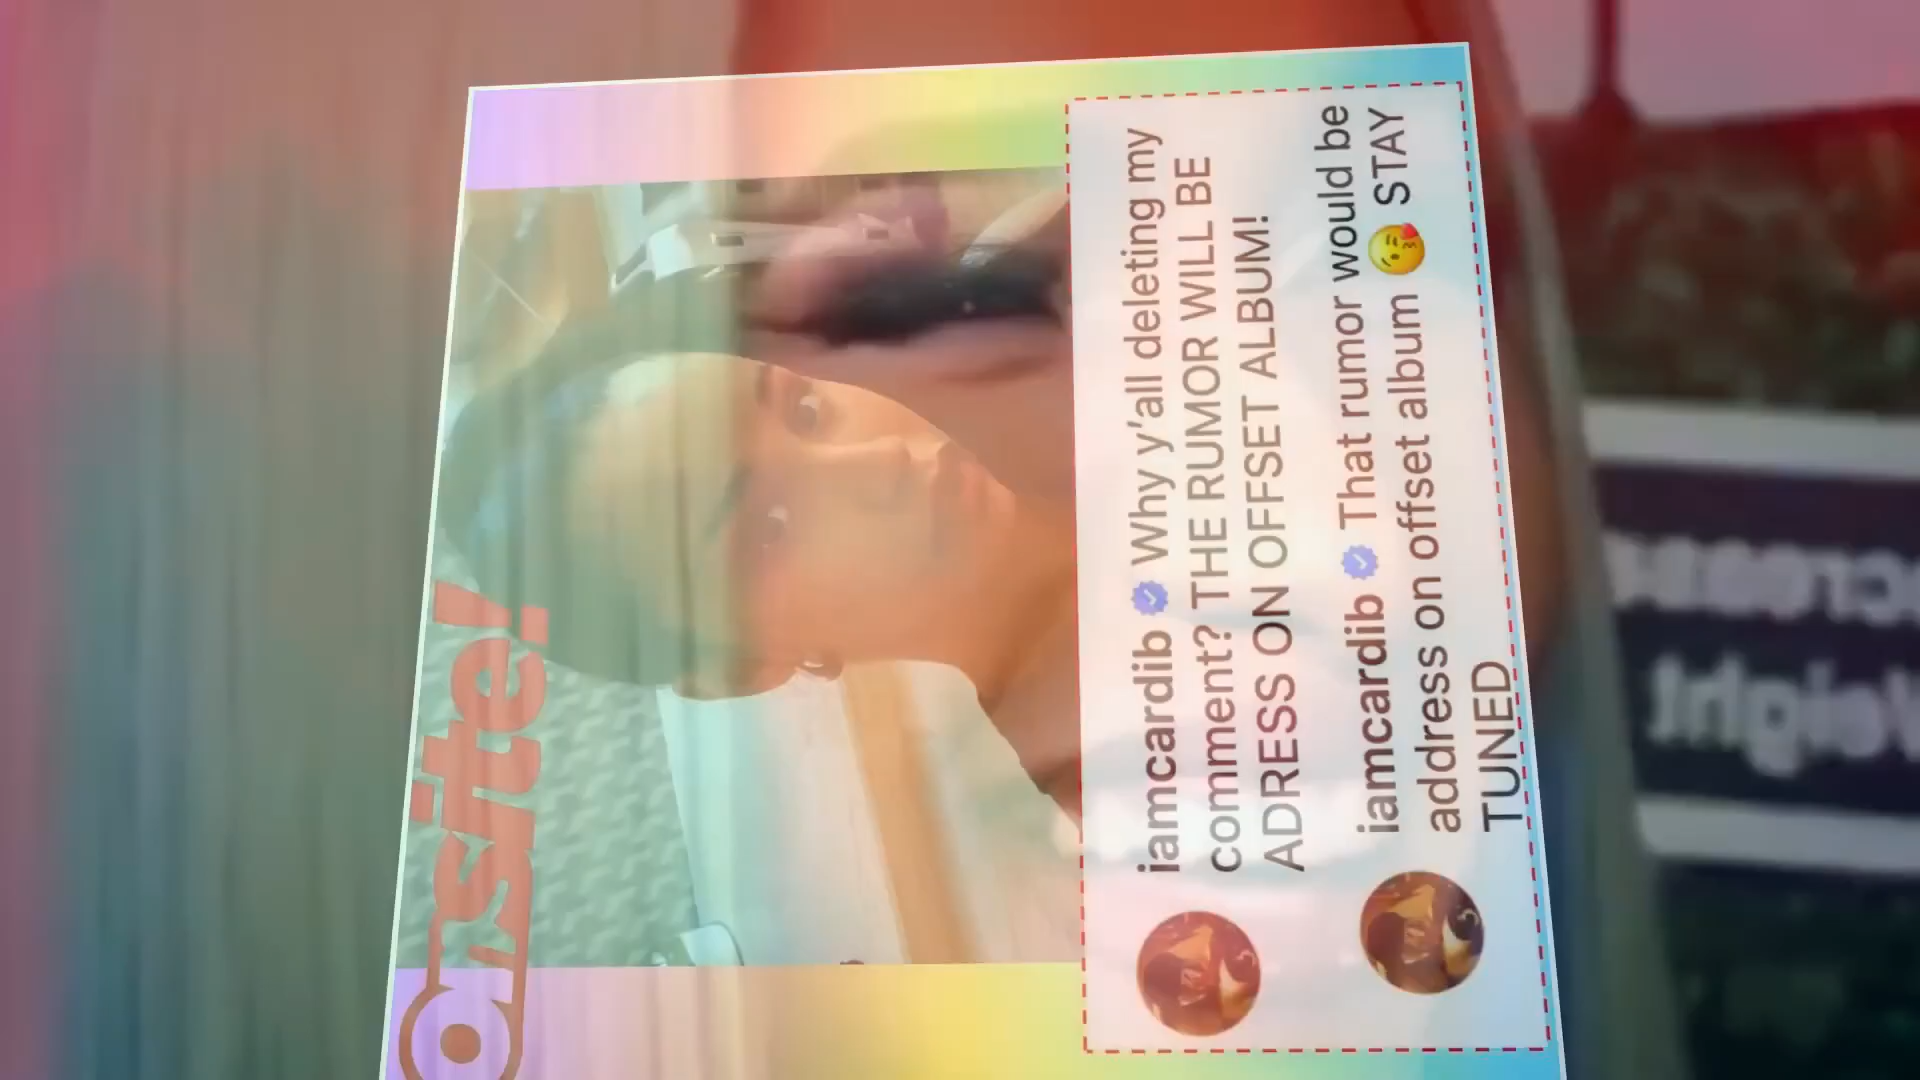 onsite!
iamcardib Why y'all deleting my
comment? THE RUMOR WILL BE
ADRESS ON OFFSET ALBUM!
iamcardib That rumor would be
address on offset album 😘 STAY
TUNED